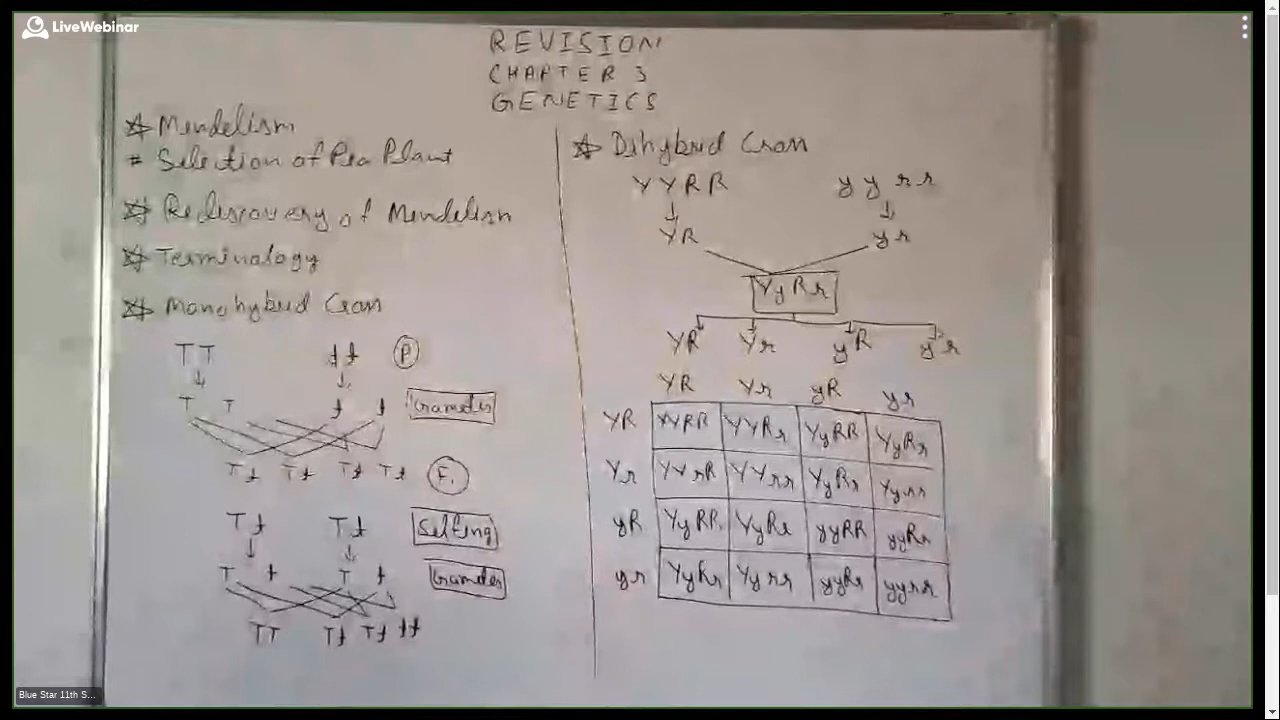 LiveWebinar
REVISION
CHAPTER 3
GENETICS
Mendelism
Selection of Pea Plant
Rediscovery of Mendelism
Terminology
Monohybrid Cross
TT tt P
T T t t Gametes
Tt Tt Tt Tt F1
Tt Tt Selfing
T t T t Gametes
TT Tt Tt tt
Dihybrid Cross
YYRR yyrr
YR yr
YyRr
YR Yr yR yr
YR Yr yR yr
YR YYRR YYRr YyRR YyRr
Yr YYrR YYrr YyRr Yyrr
yR YyRR YyRr yyRR yyRr
yr YyRr Yyrr yyRr yyrr
Blue Star 11th S...